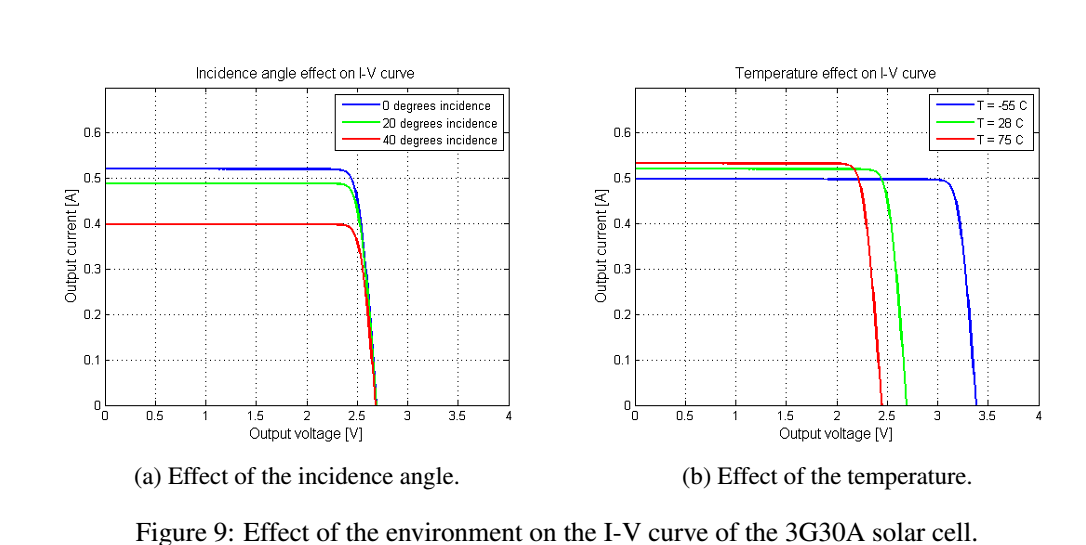 Incidence angle effect on I-V curve
0 degrees incidence
20 degrees incidence
40 degrees incidence
0.6
0.5
0.4
0.3
0.2
0.1
0
Output current [A]
0 0.5 1 1.5 2 2.5 3 3.5 4
Output voltage [V]
(a) Effect of the incidence angle.
Temperature effect on I-V curve
T = -55 C
T = 28 C
T = 75 C
0.6
0.5
0.4
0.3
0.2
0.1
0
Output current [A]
0 0.5 1 1.5 2 2.5 3 3.5 4
Output voltage [V]
(b) Effect of the temperature.
Figure 9: Effect of the environment on the I-V curve of the 3G30A solar cell.